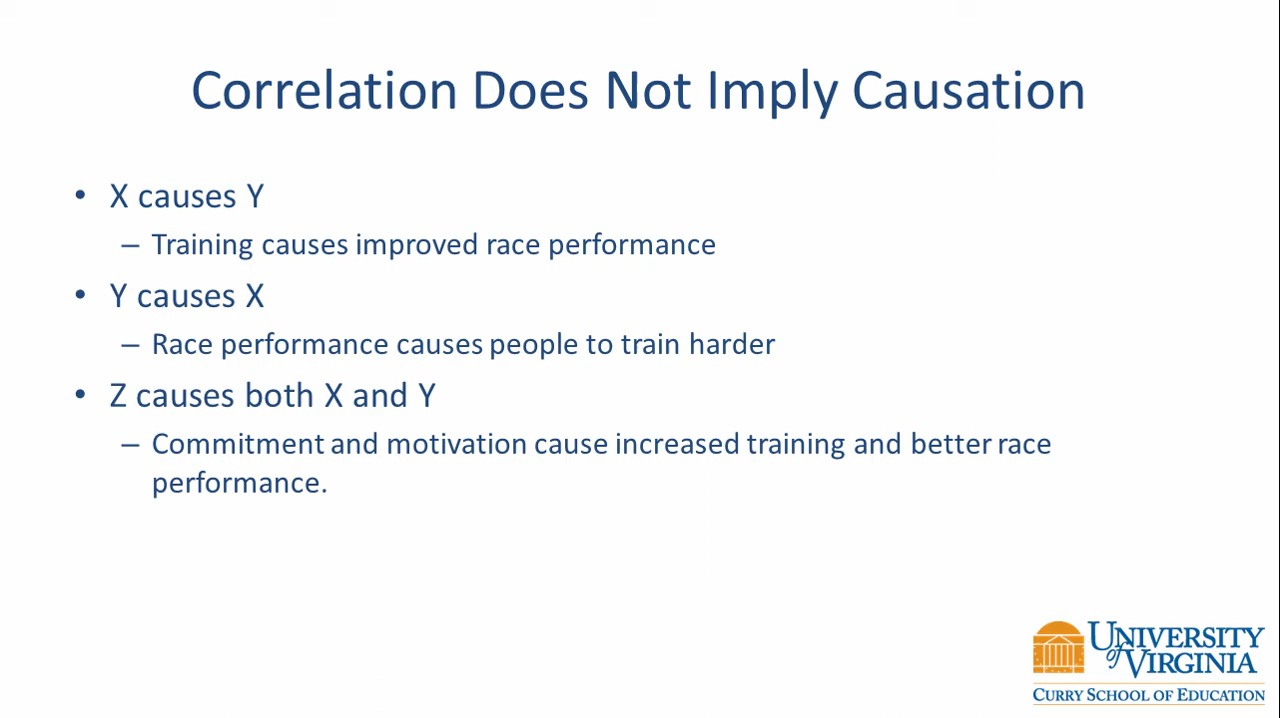 Correlation Does Not Imply Causation
• X causes Y
– Training causes improved race performance
• Y causes X
– Race performance causes people to train harder
• Z causes both X and Y
– Commitment and motivation cause increased training and better race
performance.
UNIVERSITY
of VIRGINIA
CURRY SCHOOL OF EDUCATION